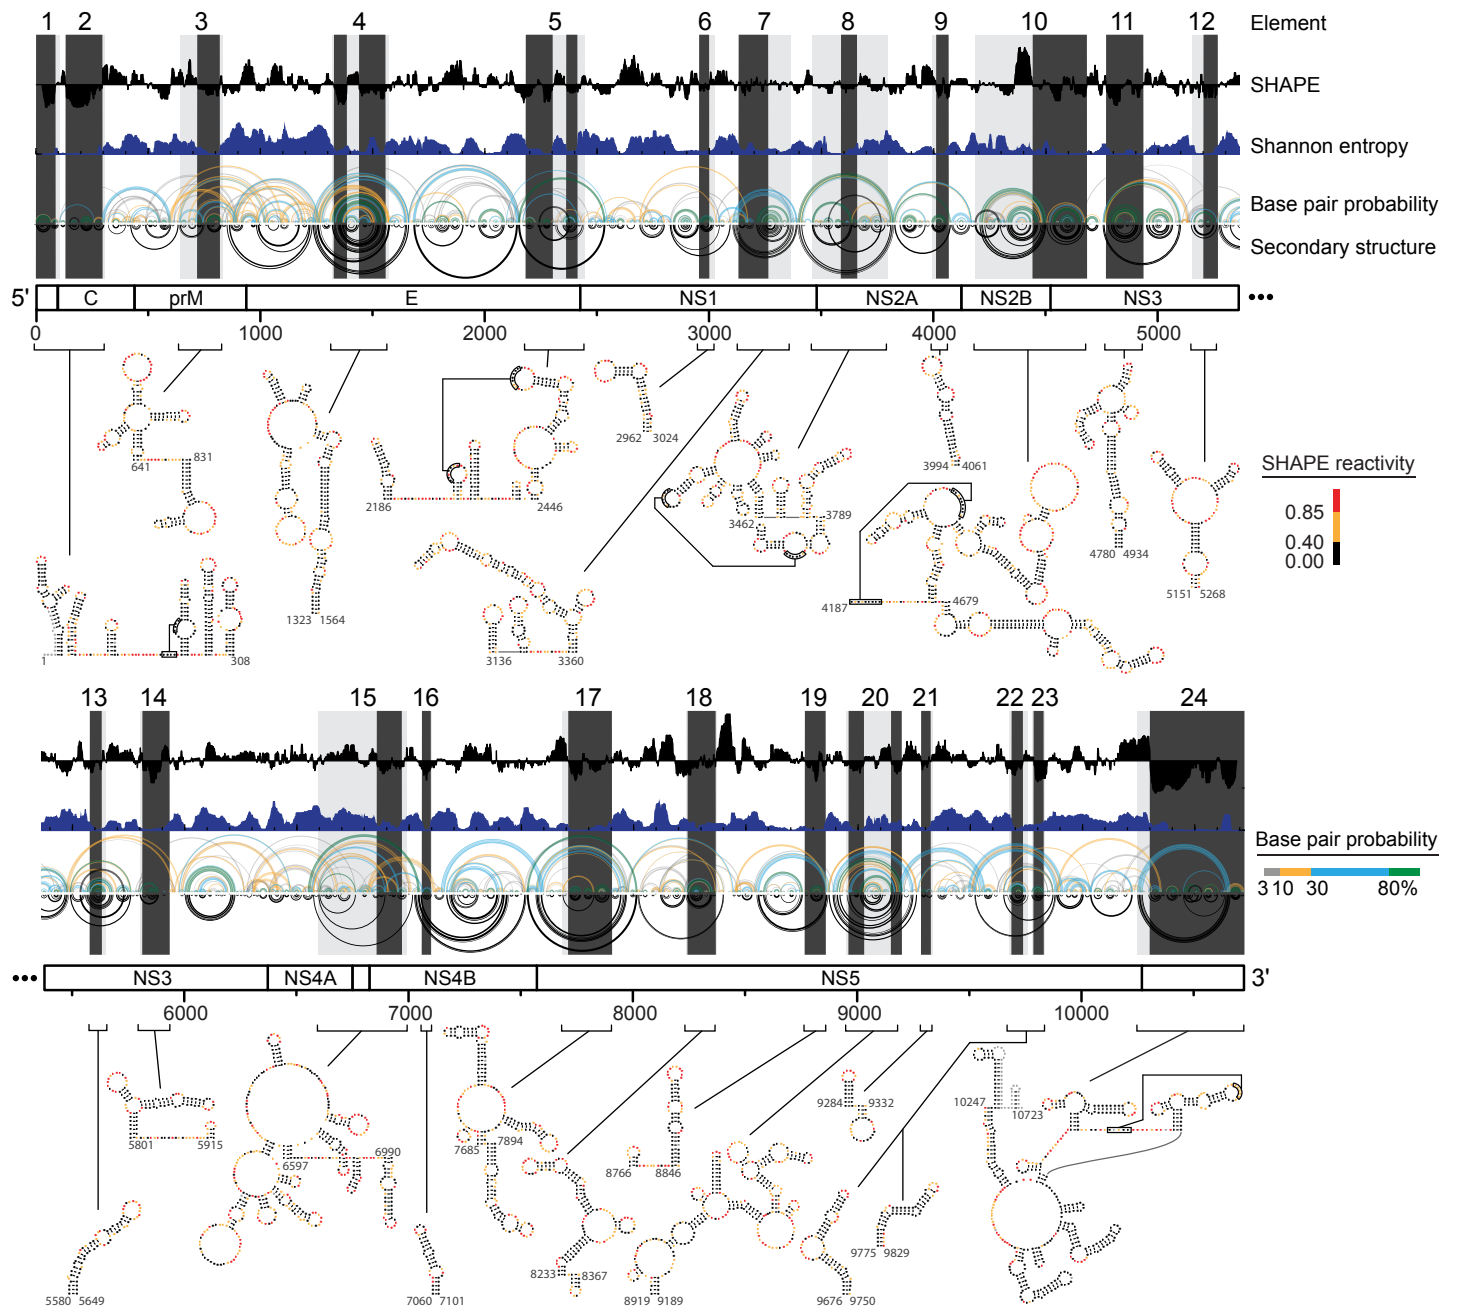 1 2 3 4 5 6 7 8 9 10 11 12 Element
SHAPE
Shannon entropy
Base pair probability
Secondary structure
5' C prM E NS1 NS2A NS2B NS3 •••
0 1000 2000 3000 4000 5000
641 831
2186 2446
2962 3024
3462 3789
3994 4061
4187 4679
4780 4934
5151 5268
1323 1564
3136 3360
1 308
SHAPE reactivity
0.85
0.40
0.00
13 14 15 16 17 18 19 20 21 22 23 24
Base pair probability
3 10 30 80%
••• NS3 NS4A NS4B NS5 3'
6000 7000 8000 9000 10000
5801 5915
6597 6990
7685 7894
8766 8846
9284 9332
10247 10723
5580 5649
7060 7101
8233 8367
8919 9189
9676 9750
9775 9829